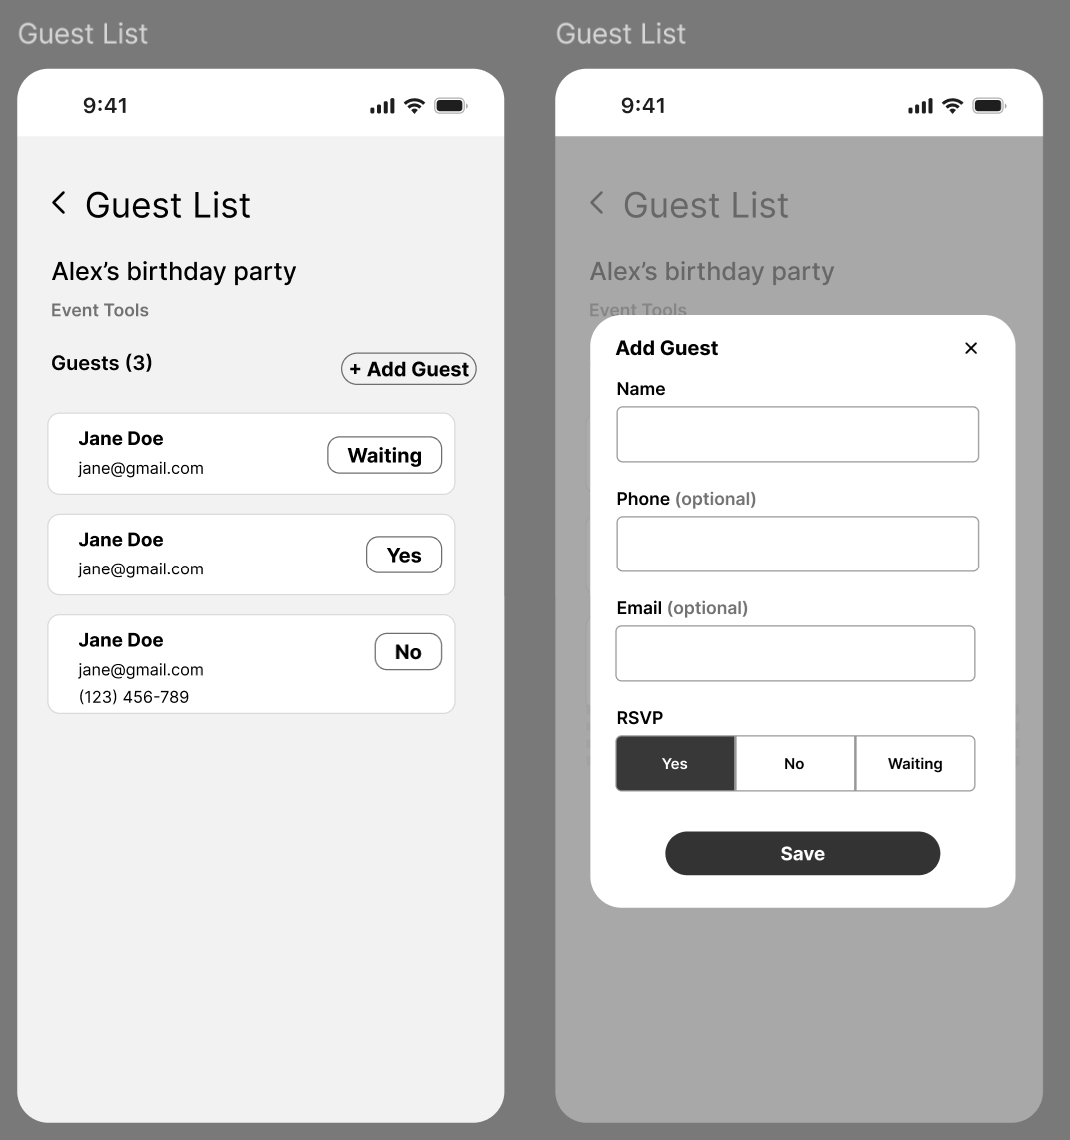 Guest List
9:41
Guest List
Alex’s birthday party
Event Tools
Guests (3)
+ Add Guest
Jane Doe
jane@gmail.com
Waiting
Jane Doe
jane@gmail.com
Yes
Jane Doe
jane@gmail.com
(123) 456-789
No
Guest List
9:41
Guest List
Alex’s birthday party
Event Tools
Add Guest
Name
Phone (optional)
Email (optional)
RSVP
Yes
No
Waiting
Save